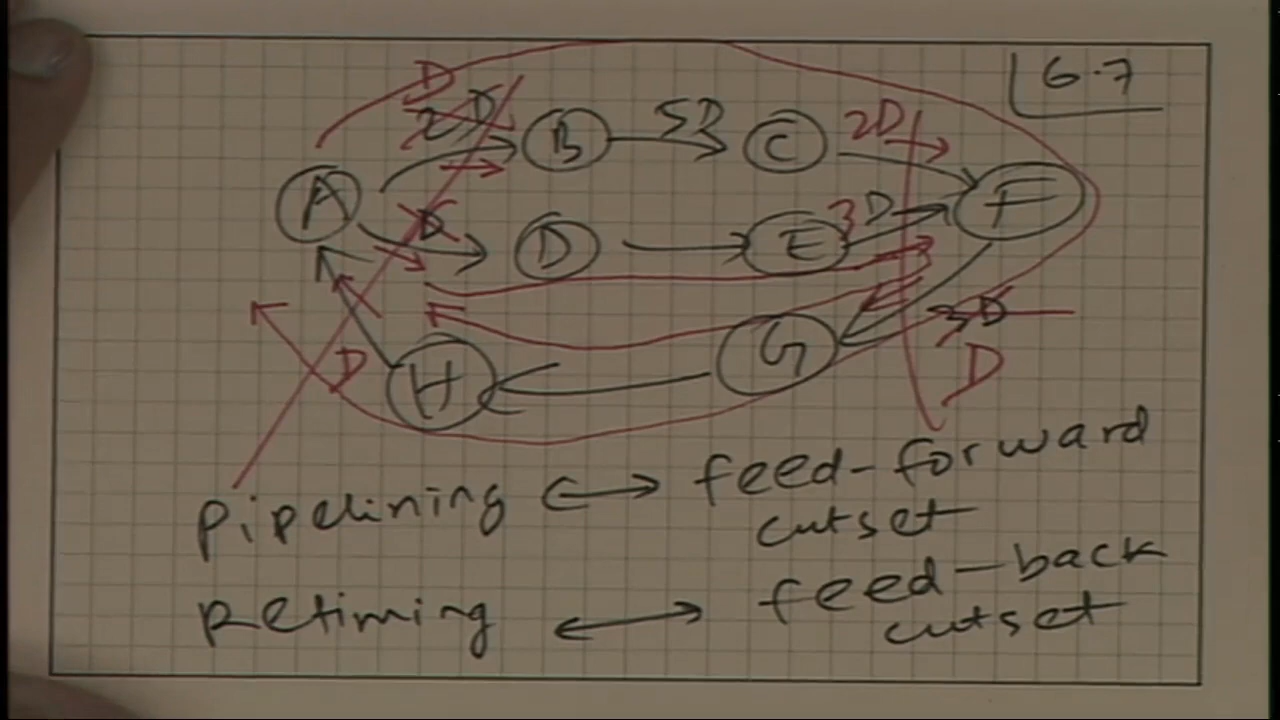 6.7
D
2D
B
5D
C
2D
A
D
D
E
3D
F
3D
G
D
H
D
Pipelining ↔ feed-forward
cutset
Retiming ↔ feed-back
cutset